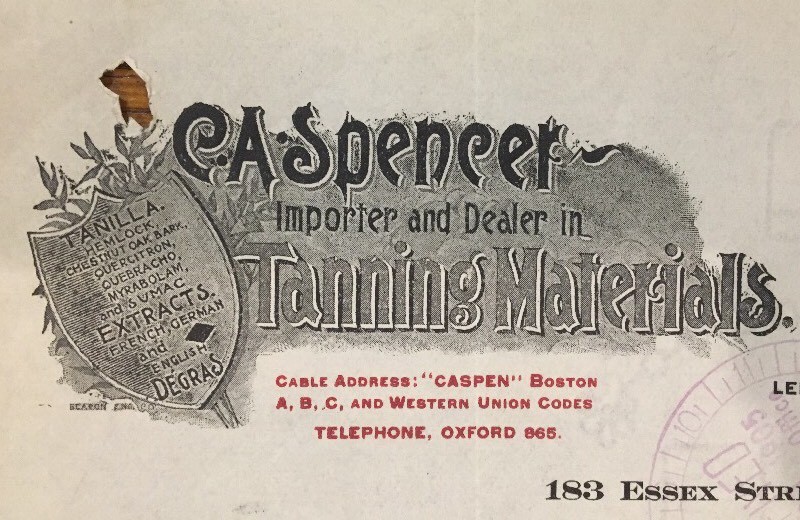 C.A. Spencer
Importer and Dealer in
Tanning Materials.
TANILLA.
HEMLOCK,
CHESTNUT OAK BARK,
QUERCITRON,
QUEBRACHO,
MYRABOLAM,
and SUMAC
EXTRACTS.
FRENCH, GERMAN
and
ENGLISH
DEGRAS
CABLE ADDRESS: "CASPEN" BOSTON
A, B, C, AND WESTERN UNION CODES
TELEPHONE, OXFORD 865.
183 ESSEX STR